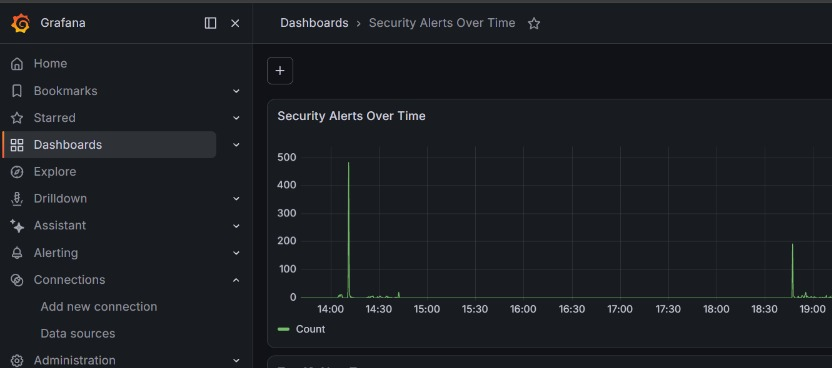 Grafana
Dashboards > Security Alerts Over Time
Home
Bookmarks
Starred
Dashboards
Explore
Drilldown
Assistant
Alerting
Connections
Add new connection
Data sources
Administration
Security Alerts Over Time
500
400
300
200
100
0
14:00 14:30 15:00 15:30 16:00 16:30 17:00 17:30 18:00 18:30 19:00
Count